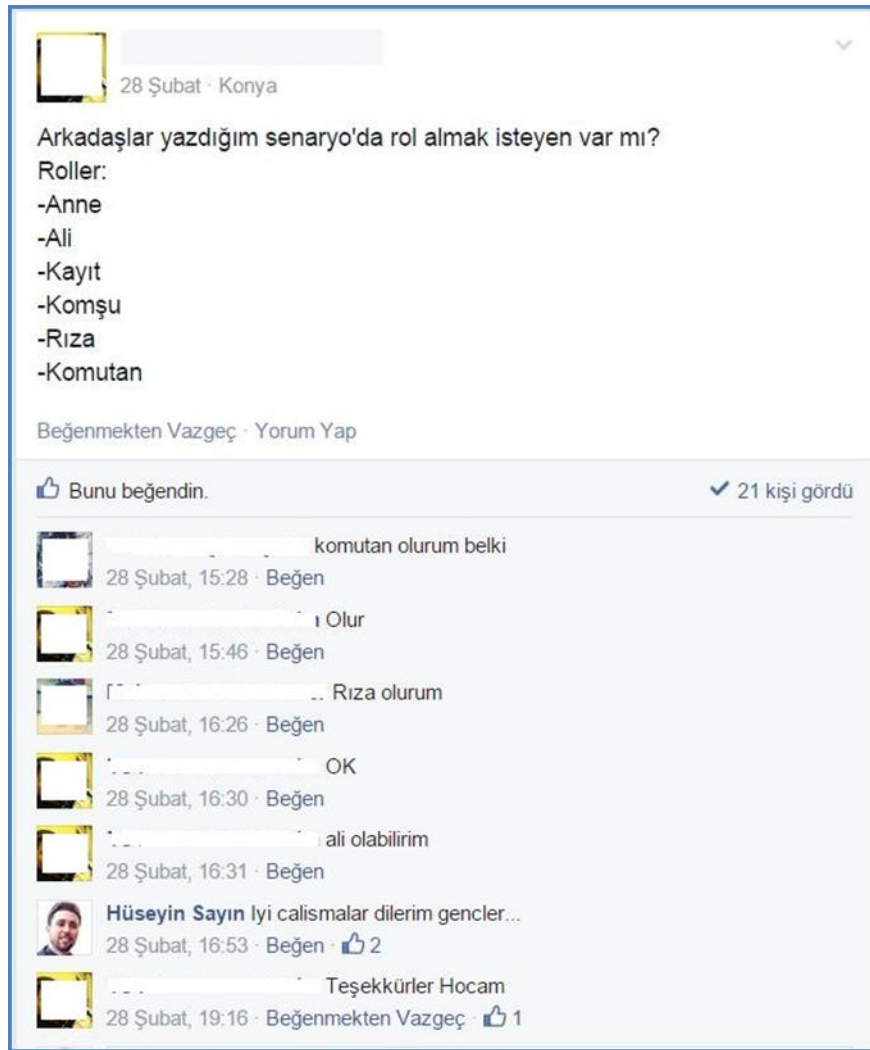 28 Şubat · Konya
Arkadaşlar yazdığım senaryo'da rol almak isteyen var mı?
Roller:
-Anne
-Ali
-Kayıt
-Komşu
-Rıza
-Komutan
Beğenmekten Vazgeç · Yorum Yap
Bunu beğendin. 21 kişi gördü
komutan olurum belki
28 Şubat, 15:28 · Beğen
Olur
28 Şubat, 15:46 · Beğen
Rıza olurum
28 Şubat, 16:26 · Beğen
OK
28 Şubat, 16:30 · Beğen
ali olabilirim
28 Şubat, 16:31 · Beğen
Hüseyin Sayın Iyi calismalar dilerim gencler...
28 Şubat, 16:53 · Beğen · 2
Teşekkürler Hocam
28 Şubat, 19:16 · Beğenmekten Vazgeç · 1